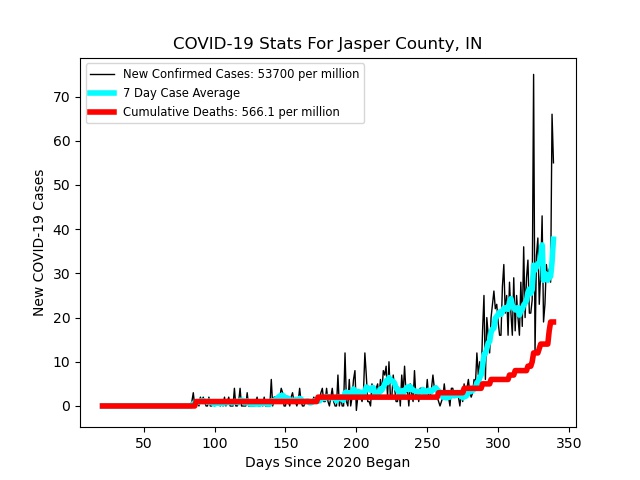 COVID-19 Stats For Jasper County, IN
New Confirmed Cases: 53700 per million
7 Day Case Average
Cumulative Deaths: 566.1 per million
New COVID-19 Cases
70
60
50
40
30
20
10
0
50
100
150
200
250
300
350
Days Since 2020 Began